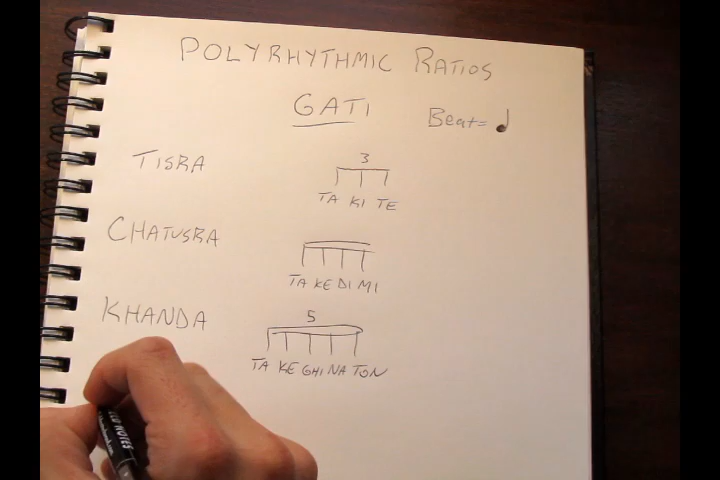 POLYRHYTHMIC RATIOS
GATI
Beat= ♩
TISRA
3
TA KI TE
CHATUSRA
TA KE DI MI
KHANDA
5
TA KE GHI NA TON